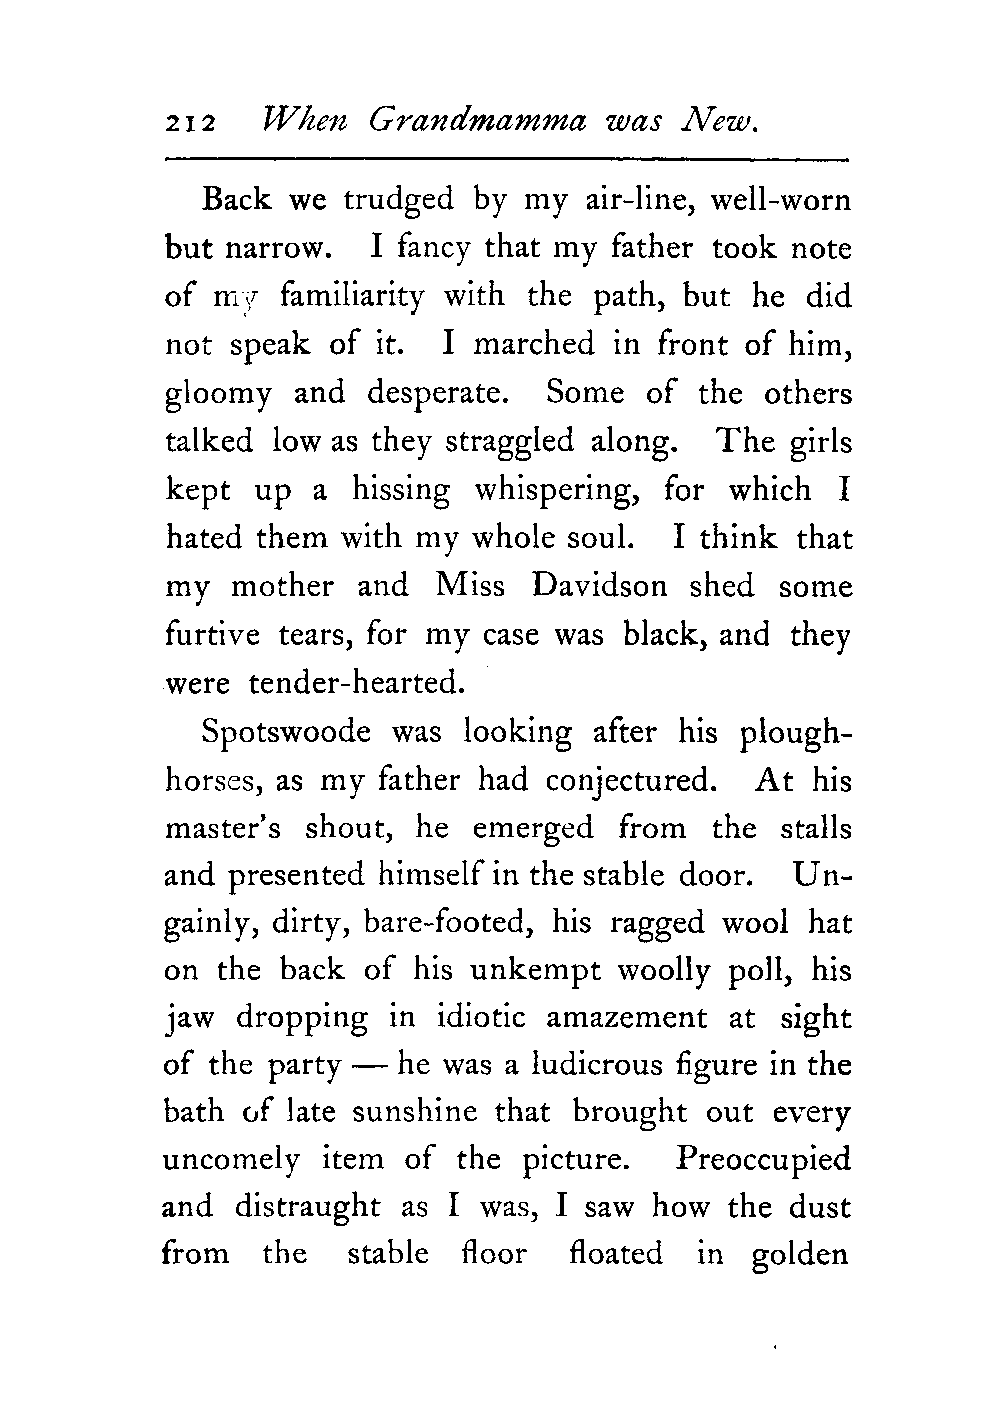 212 When Grandmamma was New.
Back we trudged by my air-line, well-worn
but narrow. I fancy that my father took note
of my familiarity with the path, but he did
not speak of it. I marched in front of him,
gloomy and desperate. Some of the others
talked low as they straggled along. The girls
kept up a hissing whispering, for which I
hated them with my whole soul. I think that
my mother and Miss Davidson shed some
furtive tears, for my case was black, and they
were tender-hearted.
Spotswoode was looking after his plough-
horses, as my father had conjectured. At his
master's shout, he emerged from the stalls
and presented himself in the stable door. Un-
gainly, dirty, bare-footed, his ragged wool hat
on the back of his unkempt woolly poll, his
jaw dropping in idiotic amazement at sight
of the party — he was a ludicrous figure in the
bath of late sunshine that brought out every
uncomely item of the picture. Preoccupied
and distraught as I was, I saw how the dust
from the stable floor floated in golden